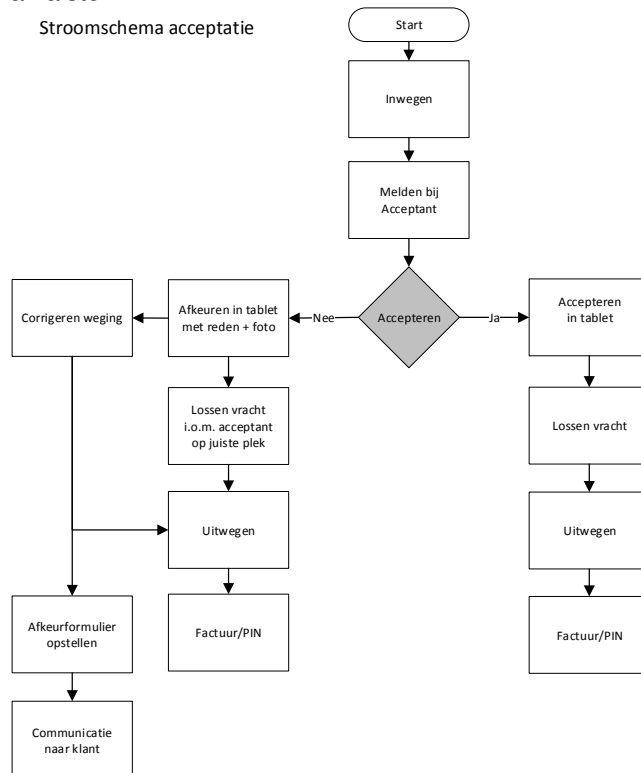 Stroomschema acceptatie
Start
Inwegen
Melden bij
Acceptant
Corrigeren weging
Afkeuren in tablet
met reden + foto
Nee
Accepteren
Ja
Accepteren
in tablet
Lossen vracht
i.o.m. acceptant
op juiste plek
Lossen vracht
Uitwegen
Uitwegen
Afkeurformulier
opstellen
Factuur/PIN
Factuur/PIN
Communicatie
naar klant